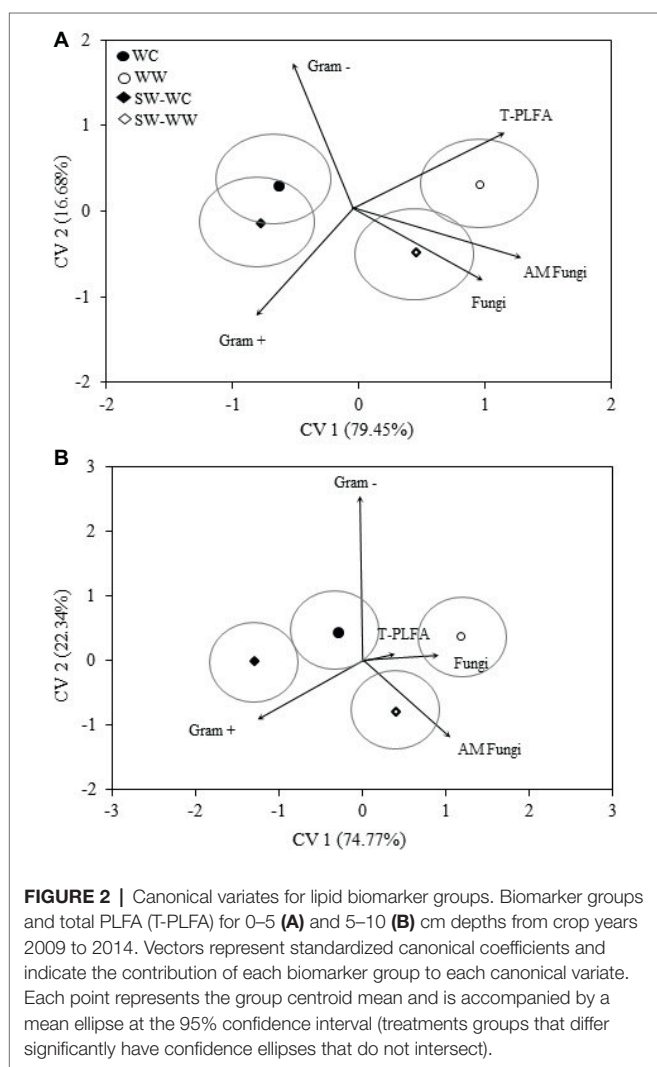 A
2
1
0
-1
-2
CV 2 (16.68%)
WC
WW
SW-WC
SW-WW
Gram -
T-PLFA
AM Fungi
Fungi
Gram +
-2
-1
0
1
2
CV 1 (79.45%)
B
3
2
1
0
-1
-2
CV 2 (22.34%)
Gram -
T-PLFA
Fungi
Gram +
AM Fungi
-3
-2
-1
0
1
2
3
CV 1 (74.77%)
FIGURE 2 | Canonical variates for lipid biomarker groups. Biomarker groups
and total PLFA (T-PLFA) for 0–5 (A) and 5–10 (B) cm depths from crop years
2009 to 2014. Vectors represent standardized canonical coefficients and
indicate the contribution of each biomarker group to each canonical variate.
Each point represents the group centroid mean and is accompanied by a
mean ellipse at the 95% confidence interval (treatments groups that differ
significantly have confidence ellipses that do not intersect).